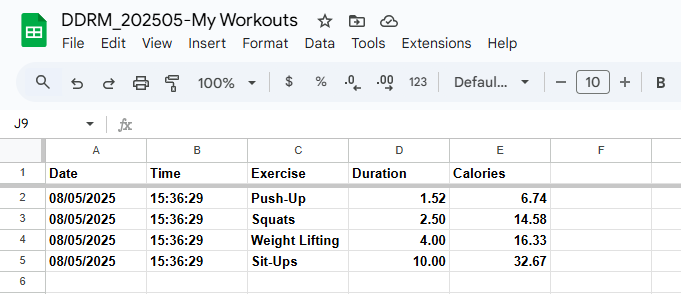 DDRM_202505-My Workouts
File Edit View Insert Format Data Tools Extensions Help
100% $ % .0 .00 123 Defaul... 10 B
J9 fx
A B C D E F
1 Date Time Exercise Duration Calories
2 08/05/2025 15:36:29 Push-Up 1.52 6.74
3 08/05/2025 15:36:29 Squats 2.50 14.58
4 08/05/2025 15:36:29 Weight Lifting 4.00 16.33
5 08/05/2025 15:36:29 Sit-Ups 10.00 32.67
6